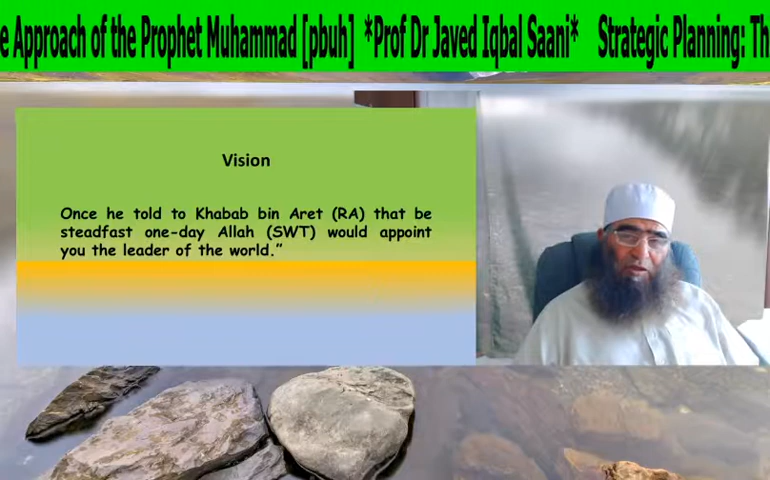 e Approach of the Prophet Muhammad [pbuh] *Prof Dr Javed Iqbal Saani* Strategic Planning: Th
Vision
Once he told to Khabab bin Aret (RA) that be
steadfast one-day Allah (SWT) would appoint
you the leader of the world.”